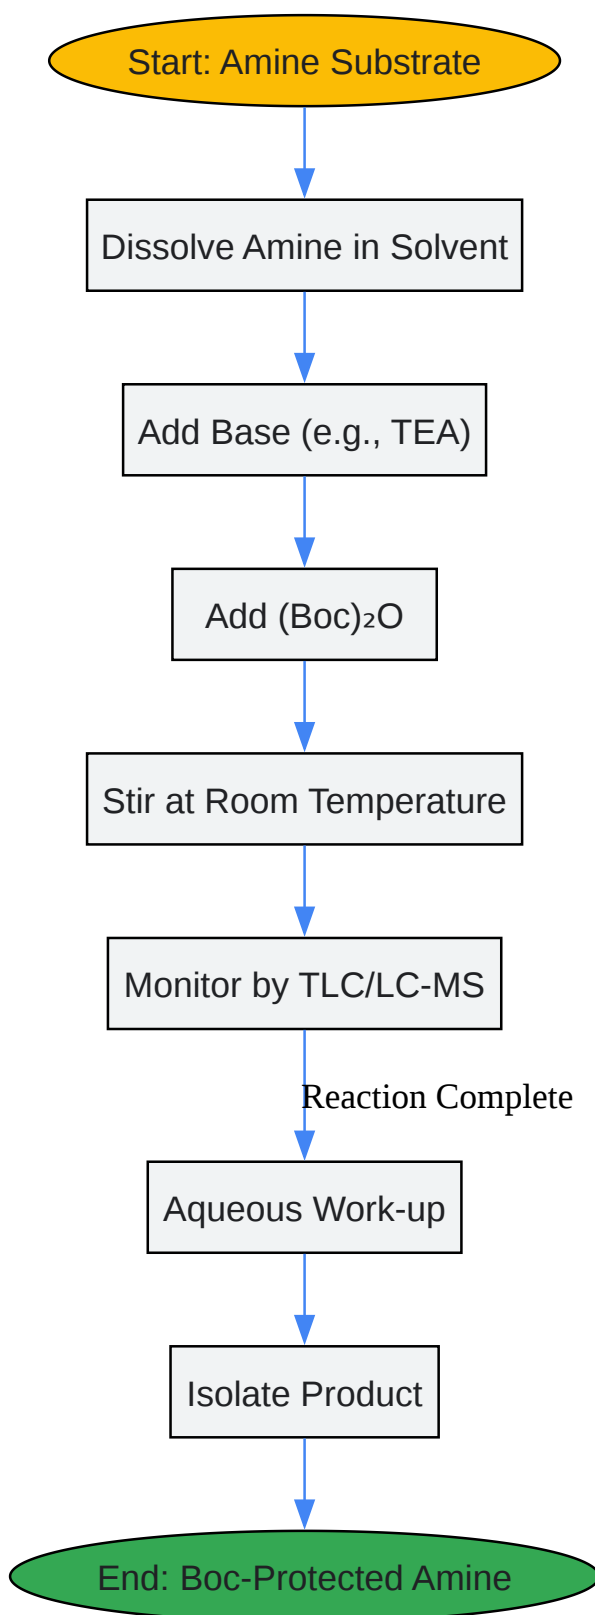 Start: Amine Substrate
Dissolve Amine in Solvent
Add Base (e.g., TEA)
Add (Boc)₂O
Stir at Room Temperature
Monitor by TLC/LC-MS
Reaction Complete
Aqueous Work-up
Isolate Product
End: Boc-Protected Amine